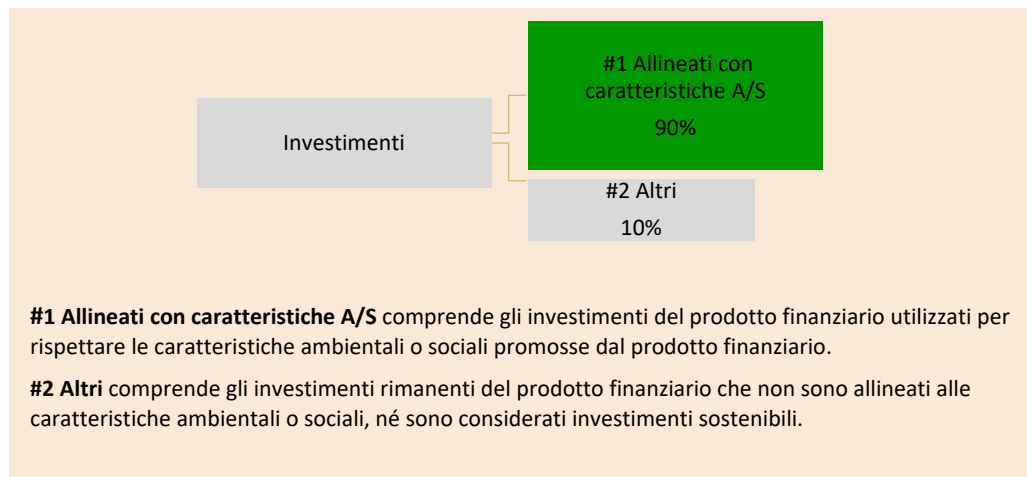 #1 Allineati con
caratteristiche A/S
90%
Investimenti
#2 Altri
10%
#1 Allineati con caratteristiche A/S comprende gli investimenti del prodotto finanziario utilizzati per
rispettare le caratteristiche ambientali o sociali promosse dal prodotto finanziario.
#2 Altri comprende gli investimenti rimanenti del prodotto finanziario che non sono allineati alle
caratteristiche ambientali o sociali, né sono considerati investimenti sostenibili.